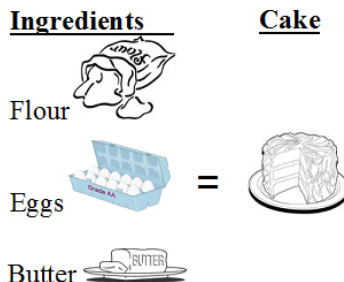 Ingredients Cake
Flour
Flour
Grade AA
Eggs =
BUTTER
Butter